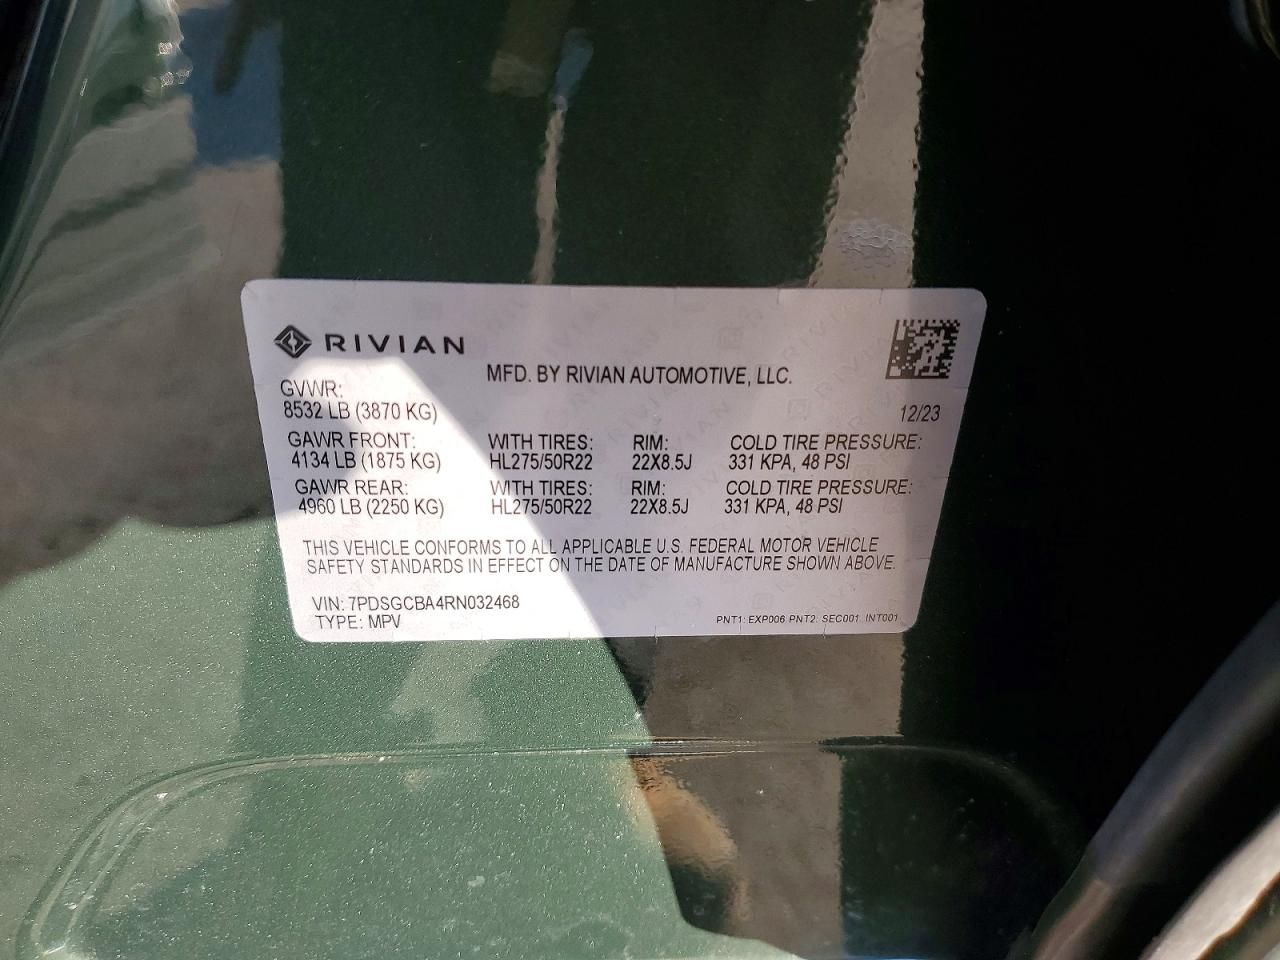 RIVIAN
MFD. BY RIVIAN AUTOMOTIVE, LLC.
GVWR:
8532 LB (3870 KG) 12/23
GAWR FRONT: WITH TIRES: RIM: COLD TIRE PRESSURE:
4134 LB (1875 KG) HL275/50R22 22X8.5J 331 KPA, 48 PSI
GAWR REAR: WITH TIRES: RIM: COLD TIRE PRESSURE:
4960 LB (2250 KG) HL275/50R22 22X8.5J 331 KPA, 48 PSI
THIS VEHICLE CONFORMS TO ALL APPLICABLE U.S. FEDERAL MOTOR VEHICLE
SAFETY STANDARDS IN EFFECT ON THE DATE OF MANUFACTURE SHOWN ABOVE.
VIN: 7PDSGCBA4RN032468
TYPE: MPV PNT1: EXP006 PNT2: SEC001 INT001